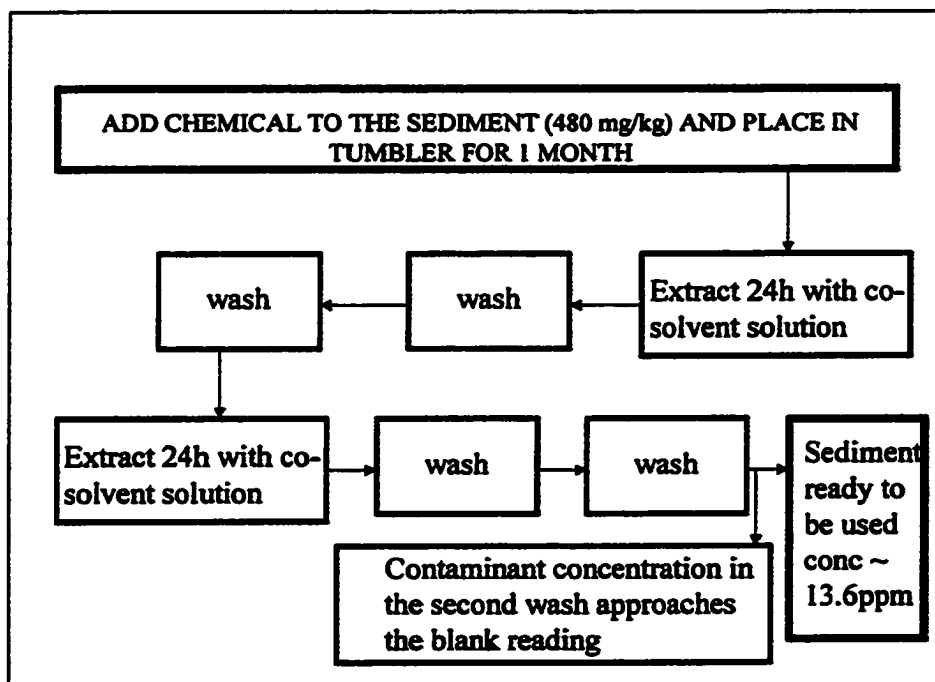 ADD CHEMICAL TO THE SEDIMENT (480 mg/kg) AND PLACE IN
TUMBLER FOR 1 MONTH
Extract 24h with co-
solvent solution
wash
wash
Extract 24h with co-
solvent solution
wash
wash
Sediment
ready to
be used
conc ~
13.6ppm
Contaminant concentration in
the second wash approaches
the blank reading